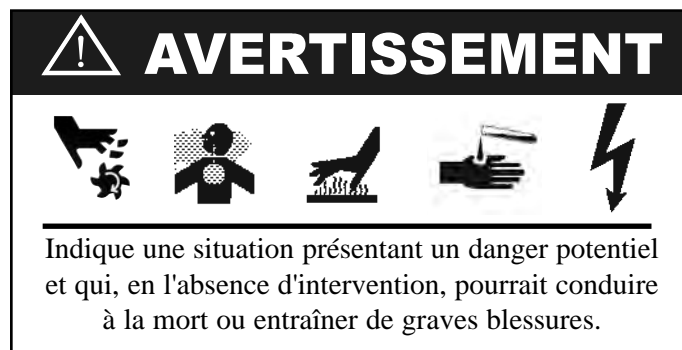 AVERTISSEMENT
Indique une situation présentant un danger potentiel
et qui, en l'absence d'intervention, pourrait conduire
à la mort ou entraîner de graves blessures.